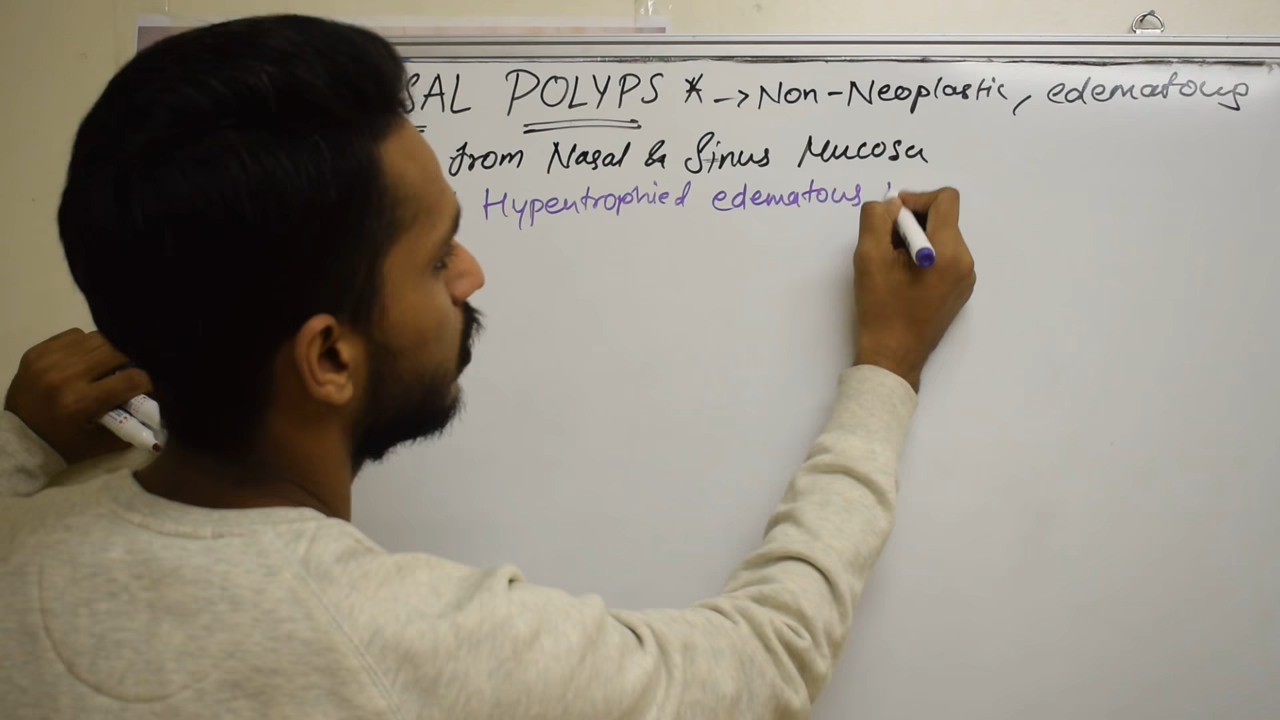 SAL POLYPS * -> Non-Neoplastic, edematous
from Nasal & Sinus Mucosa
Hypertrophied edematous